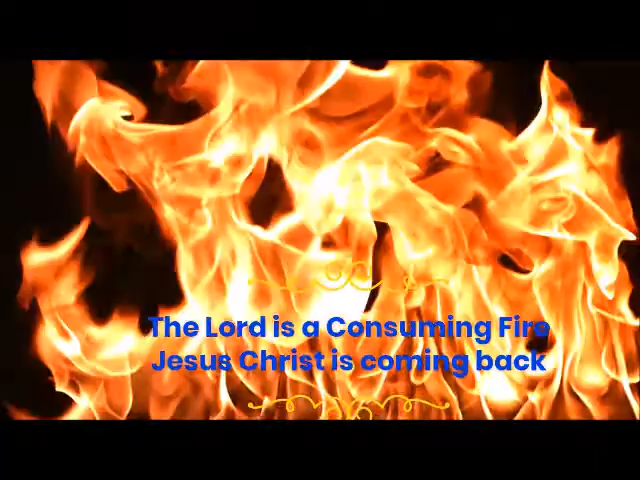 The Lord is a Consuming Fire
Jesus Christ is coming back